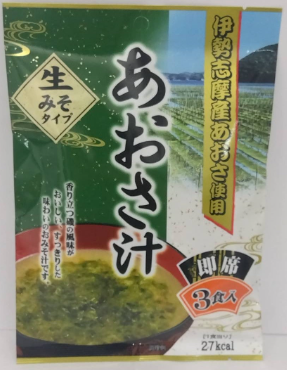 伊勢志摩産あおさ使用
生
みそ
タイプ
あおさ汁
香り立つ磯の風味が
おいしい、すっきりした
味わいのおみそ汁です。
即席
3食入
27kcal